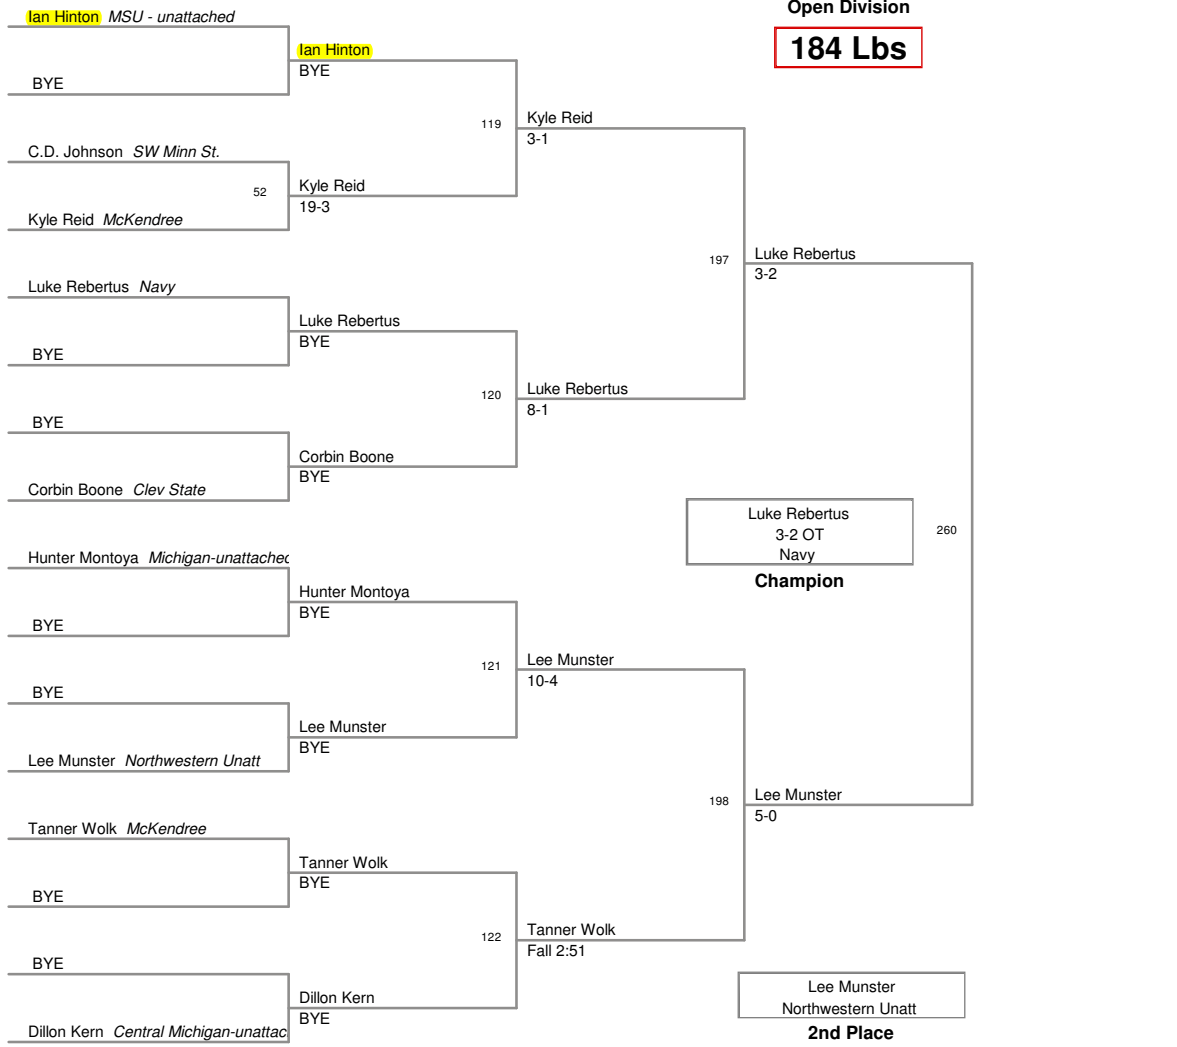 Open Division
184 Lbs
Ian Hinton MSU - unattached
Ian Hinton
BYE
BYE
119
Kyle Reid
3-1
C.D. Johnson SW Minn St.
52
Kyle Reid
19-3
Kyle Reid McKendree
197
Luke Rebertus
3-2
Luke Rebertus Navy
Luke Rebertus
BYE
BYE
120
Luke Rebertus
8-1
BYE
Corbin Boone
BYE
Corbin Boone Clev State
Luke Rebertus
3-2 OT
Navy
Champion
260
Hunter Montoya Michigan-unattached
Hunter Montoya
BYE
BYE
121
Lee Munster
10-4
BYE
Lee Munster
BYE
Lee Munster Northwestern Unatt
198
Lee Munster
5-0
Tanner Wolk McKendree
Tanner Wolk
BYE
BYE
122
Tanner Wolk
Fall 2:51
BYE
Dillon Kern
BYE
Dillon Kern Central Michigan-unattac
Lee Munster
Northwestern Unatt
2nd Place